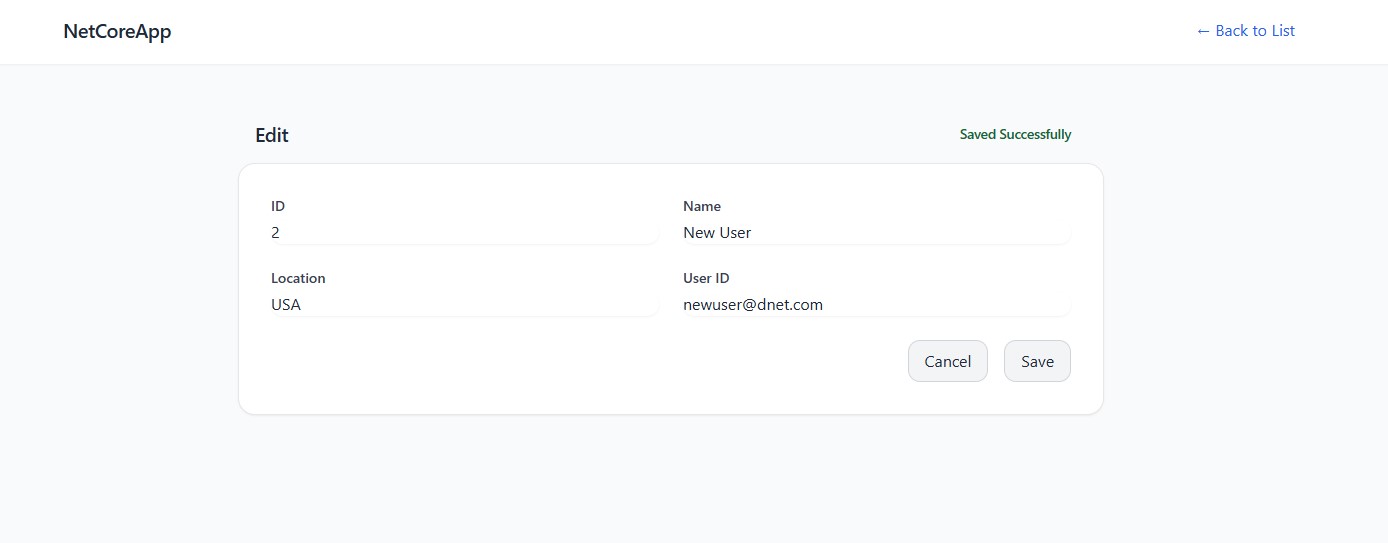 NetCoreApp
← Back to List
Edit
Saved Successfully
ID
Name
2
New User
Location
User ID
USA
newuser@dnet.com
Cancel
Save